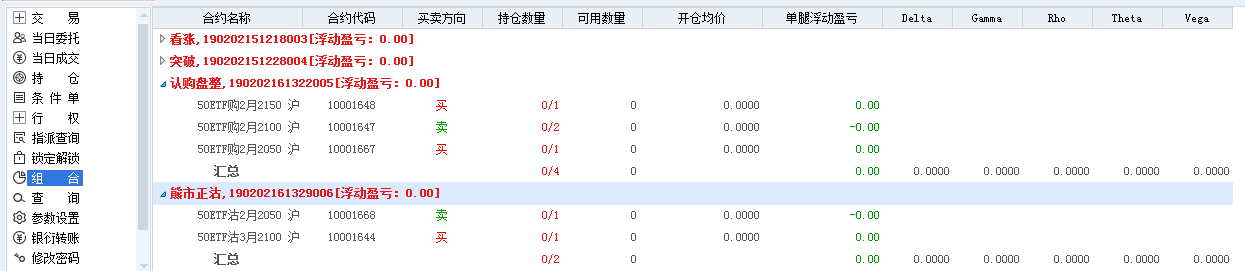 交 易
当日委托
当日成交
持 仓
条 件 单
行 权
指派查询
锁定解锁
组 合
查 询
参数设置
银衍转账
修改密码
合约名称 合约代码 买卖方向 持仓数量 可用数量 开仓均价 单腿浮动盈亏 Delta Gamma Rho Theta Vega
看涨,190202151218003[浮动盈亏: 0.00]
突破,190202151228004[浮动盈亏: 0.00]
认购盘整,190202161322005[浮动盈亏: 0.00]
50ETF购2月2150 沪 10001648 买 0/1 0 0.0000 0.00
50ETF购2月2100 沪 10001647 卖 0/2 0 0.0000 -0.00
50ETF购2月2050 沪 10001667 买 0/1 0 0.0000 0.00
汇总 0/4 0.00 0.0000 0.0000 0.0000 0.0000 0.0000
熊市正沽,190202161329006[浮动盈亏: 0.00]
50ETF沽2月2050 沪 10001668 卖 0/1 0 0.0000 -0.00
50ETF沽3月2100 沪 10001644 买 0/1 0 0.0000 0.00
汇总 0/2 0.00 0.0000 0.0000 0.0000 0.0000 0.0000